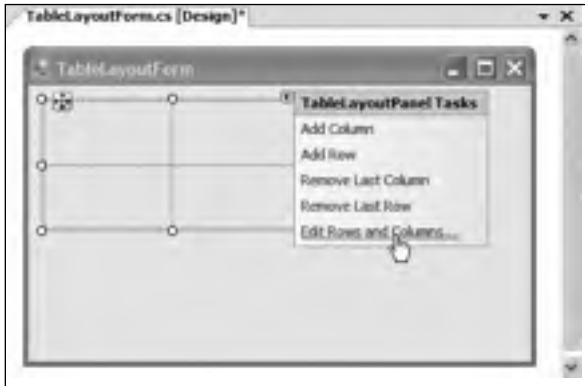 TableLayoutForm.cs [Design]*
TableLayoutForm
TableLayoutPanel Tasks
Add Column
Add Row
Remove Last Column
Remove Last Row
Edit Rows and Columns...